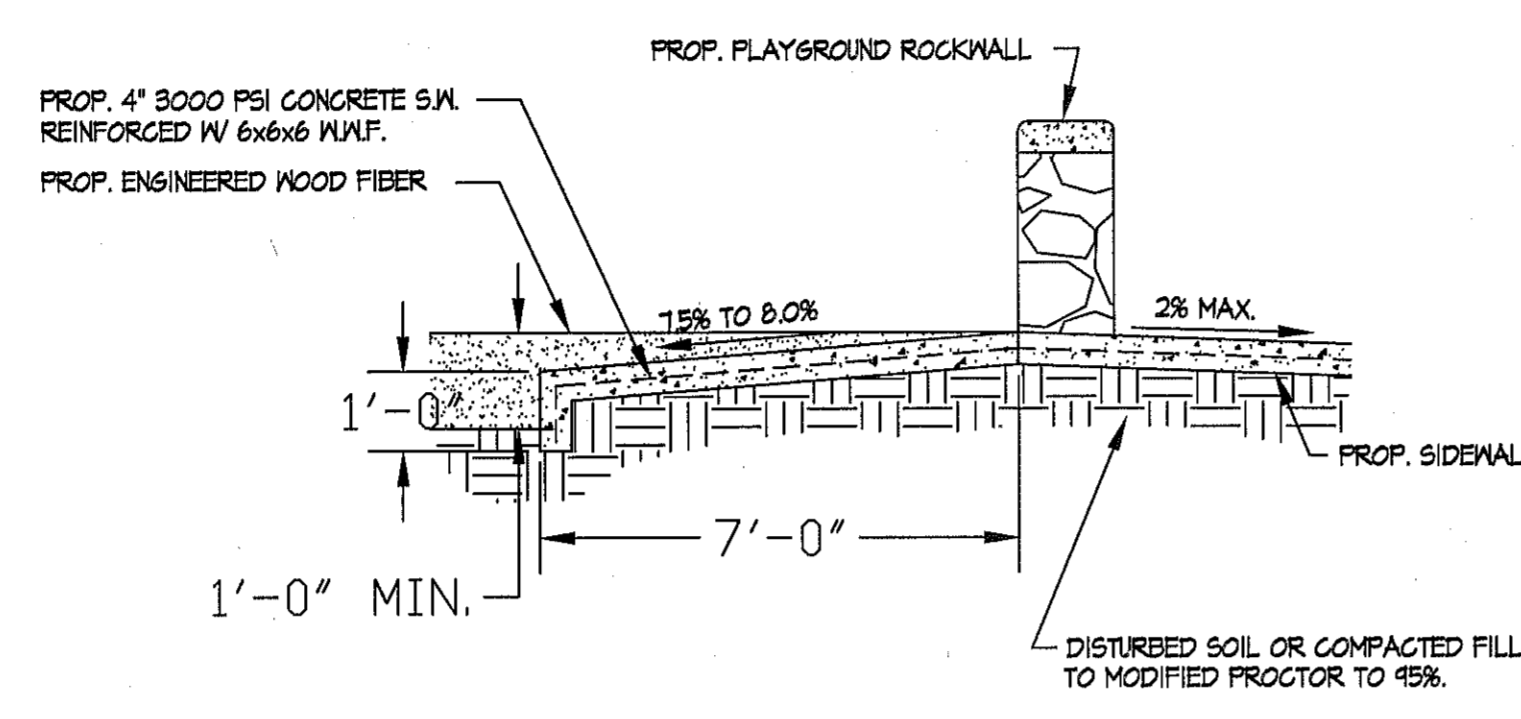 PROP. PLAYGROUND ROCKWALL
PROP. 4" 3000 PSI CONCRETE S.W.
REINFORCED W/ 6x6x6 W.W.F.
PROP. ENGINEERED WOOD FIBER
7.5% TO 8.0%
2% MAX.
1'-0"
PROP. SIDEWAL
7'-0"
1'-0" MIN.
DISTURBED SOIL OR COMPACTED FILL
TO MODIFIED PROCTOR TO 95%.